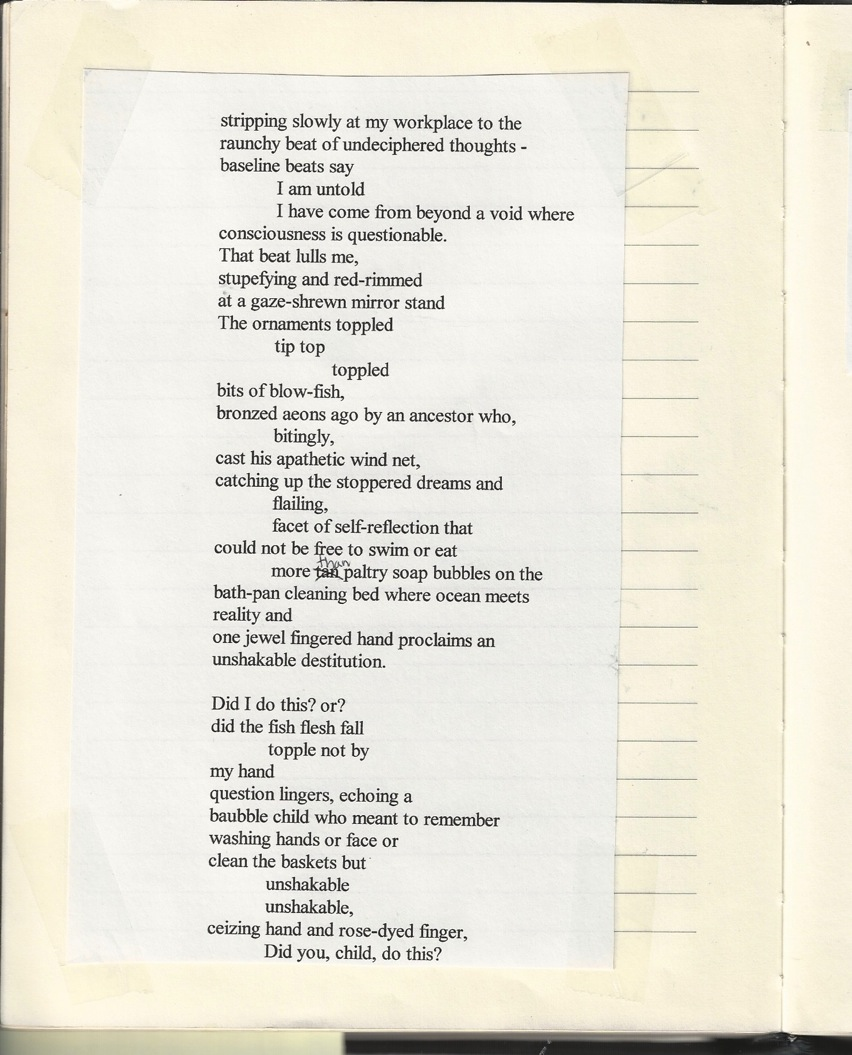 stripping slowly at my workplace to the
raunchy beat of undeciphered thoughts -
baseline beats say
I am untold
I have come from beyond a void where
consciousness is questionable.
That beat lulls me,
stupefying and red-rimmed
at a gaze-shrewn mirror stand
The ornaments toppled
tip top
toppled
bits of blow-fish,
bronzed aeons ago by an ancestor who,
bitingly,
cast his apathetic wind net,
catching up the stoppered dreams and
flailing,
facet of self-reflection that
could not be free to swim or eat
more tan than paltry soap bubbles on the
bath-pan cleaning bed where ocean meets
reality and
one jewel fingered hand proclaims an
unshakable destitution.
Did I do this? or?
did the fish flesh fall
topple not by
my hand
question lingers, echoing a
baubble child who meant to remember
washing hands or face or
clean the baskets but
unshakable
unshakable,
ceizing hand and rose-dyed finger,
Did you, child, do this?